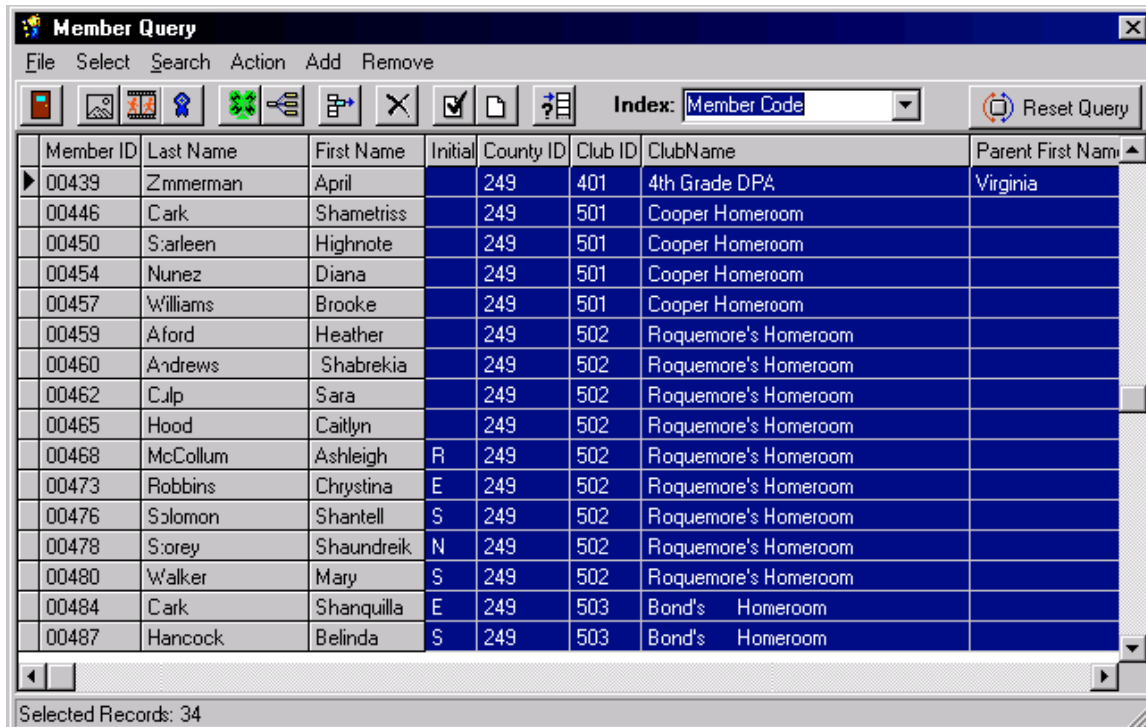 Member Query
File Select Search Action Add Remove
Index: Member Code Reset Query
Member ID Last Name First Name Initial County ID Club ID ClubName Parent First Nam
00439 Zmmerman April 249 401 4th Grade DPA Virginia
00446 Cark Shametriss 249 501 Cooper Homeroom
00450 Starleen Highnote 249 501 Cooper Homeroom
00454 Nunez Diana 249 501 Cooper Homeroom
00457 Williams Brooke 249 501 Cooper Homeroom
00459 Aford Heather 249 502 Roquemore's Homeroom
00460 Andrews Shabrekia 249 502 Roquemore's Homeroom
00462 Culp Sara 249 502 Roquemore's Homeroom
00465 Hood Caitlyn 249 502 Roquemore's Homeroom
00468 McCollum Ashleigh R 249 502 Roquemore's Homeroom
00473 Robbins Chrystina E 249 502 Roquemore's Homeroom
00476 Solomon Shantell S 249 502 Roquemore's Homeroom
00478 Storey Shaundreik N 249 502 Roquemore's Homeroom
00480 Walker Mary S 249 502 Roquemore's Homeroom
00484 Cark Shanquilla E 249 503 Bond's Homeroom
00487 Hancock Belinda S 249 503 Bond's Homeroom
Selected Records: 34